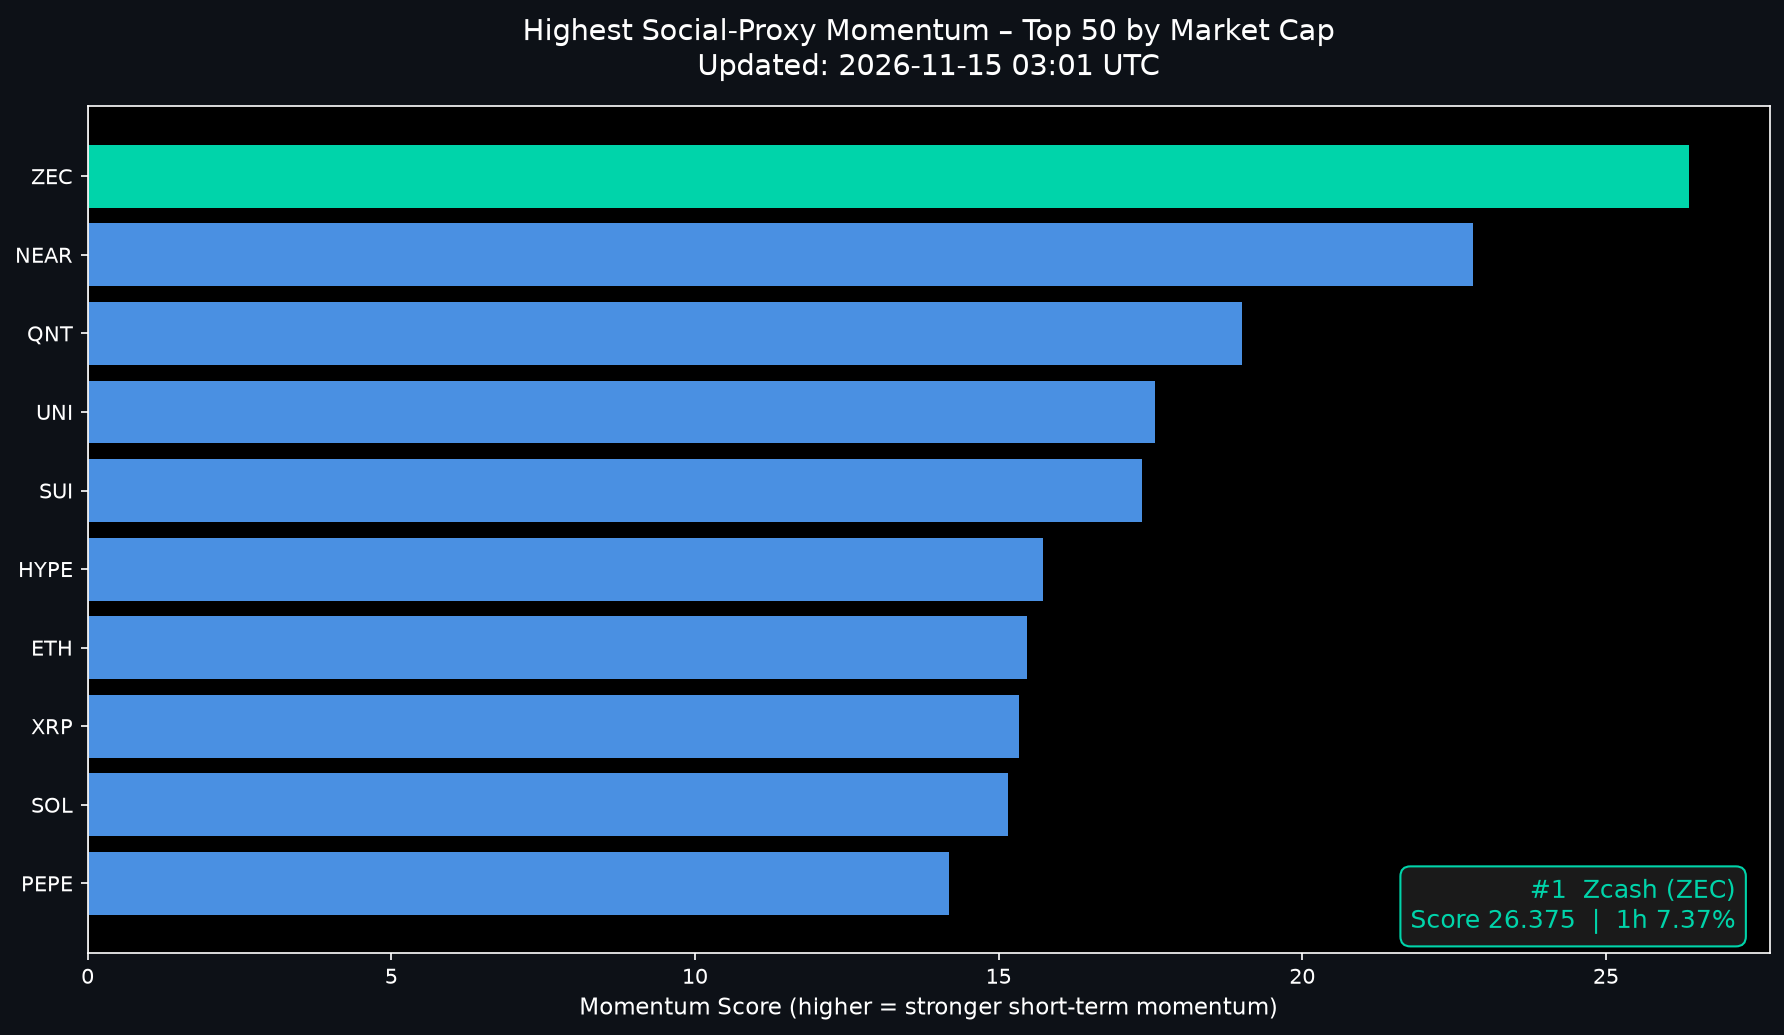 Highest Social-Proxy Momentum – Top 50 by Market Cap
Updated: 2026-11-15 03:01 UTC
ZEC
NEAR
QNT
UNI
SUI
HYPE
ETH
XRP
SOL
PEPE
#1  Zcash (ZEC)
Score 26.375  |  1h 7.37%
0 5 10 15 20 25
Momentum Score (higher = stronger short-term momentum)